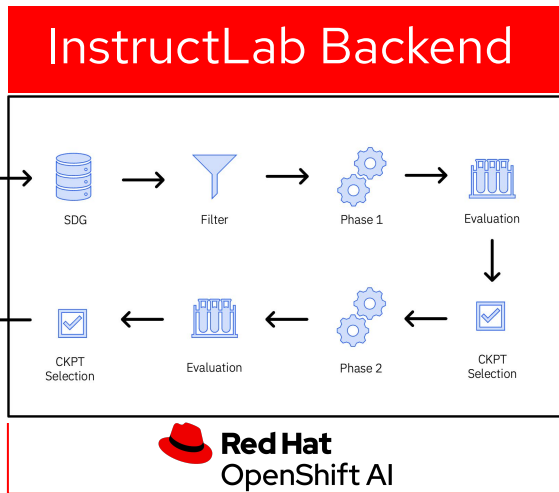 InstructLab Backend
SDG
Filter
Phase 1
Evaluation
CKPT
Selection
Evaluation
Phase 2
CKPT
Selection
Red Hat
OpenShift AI